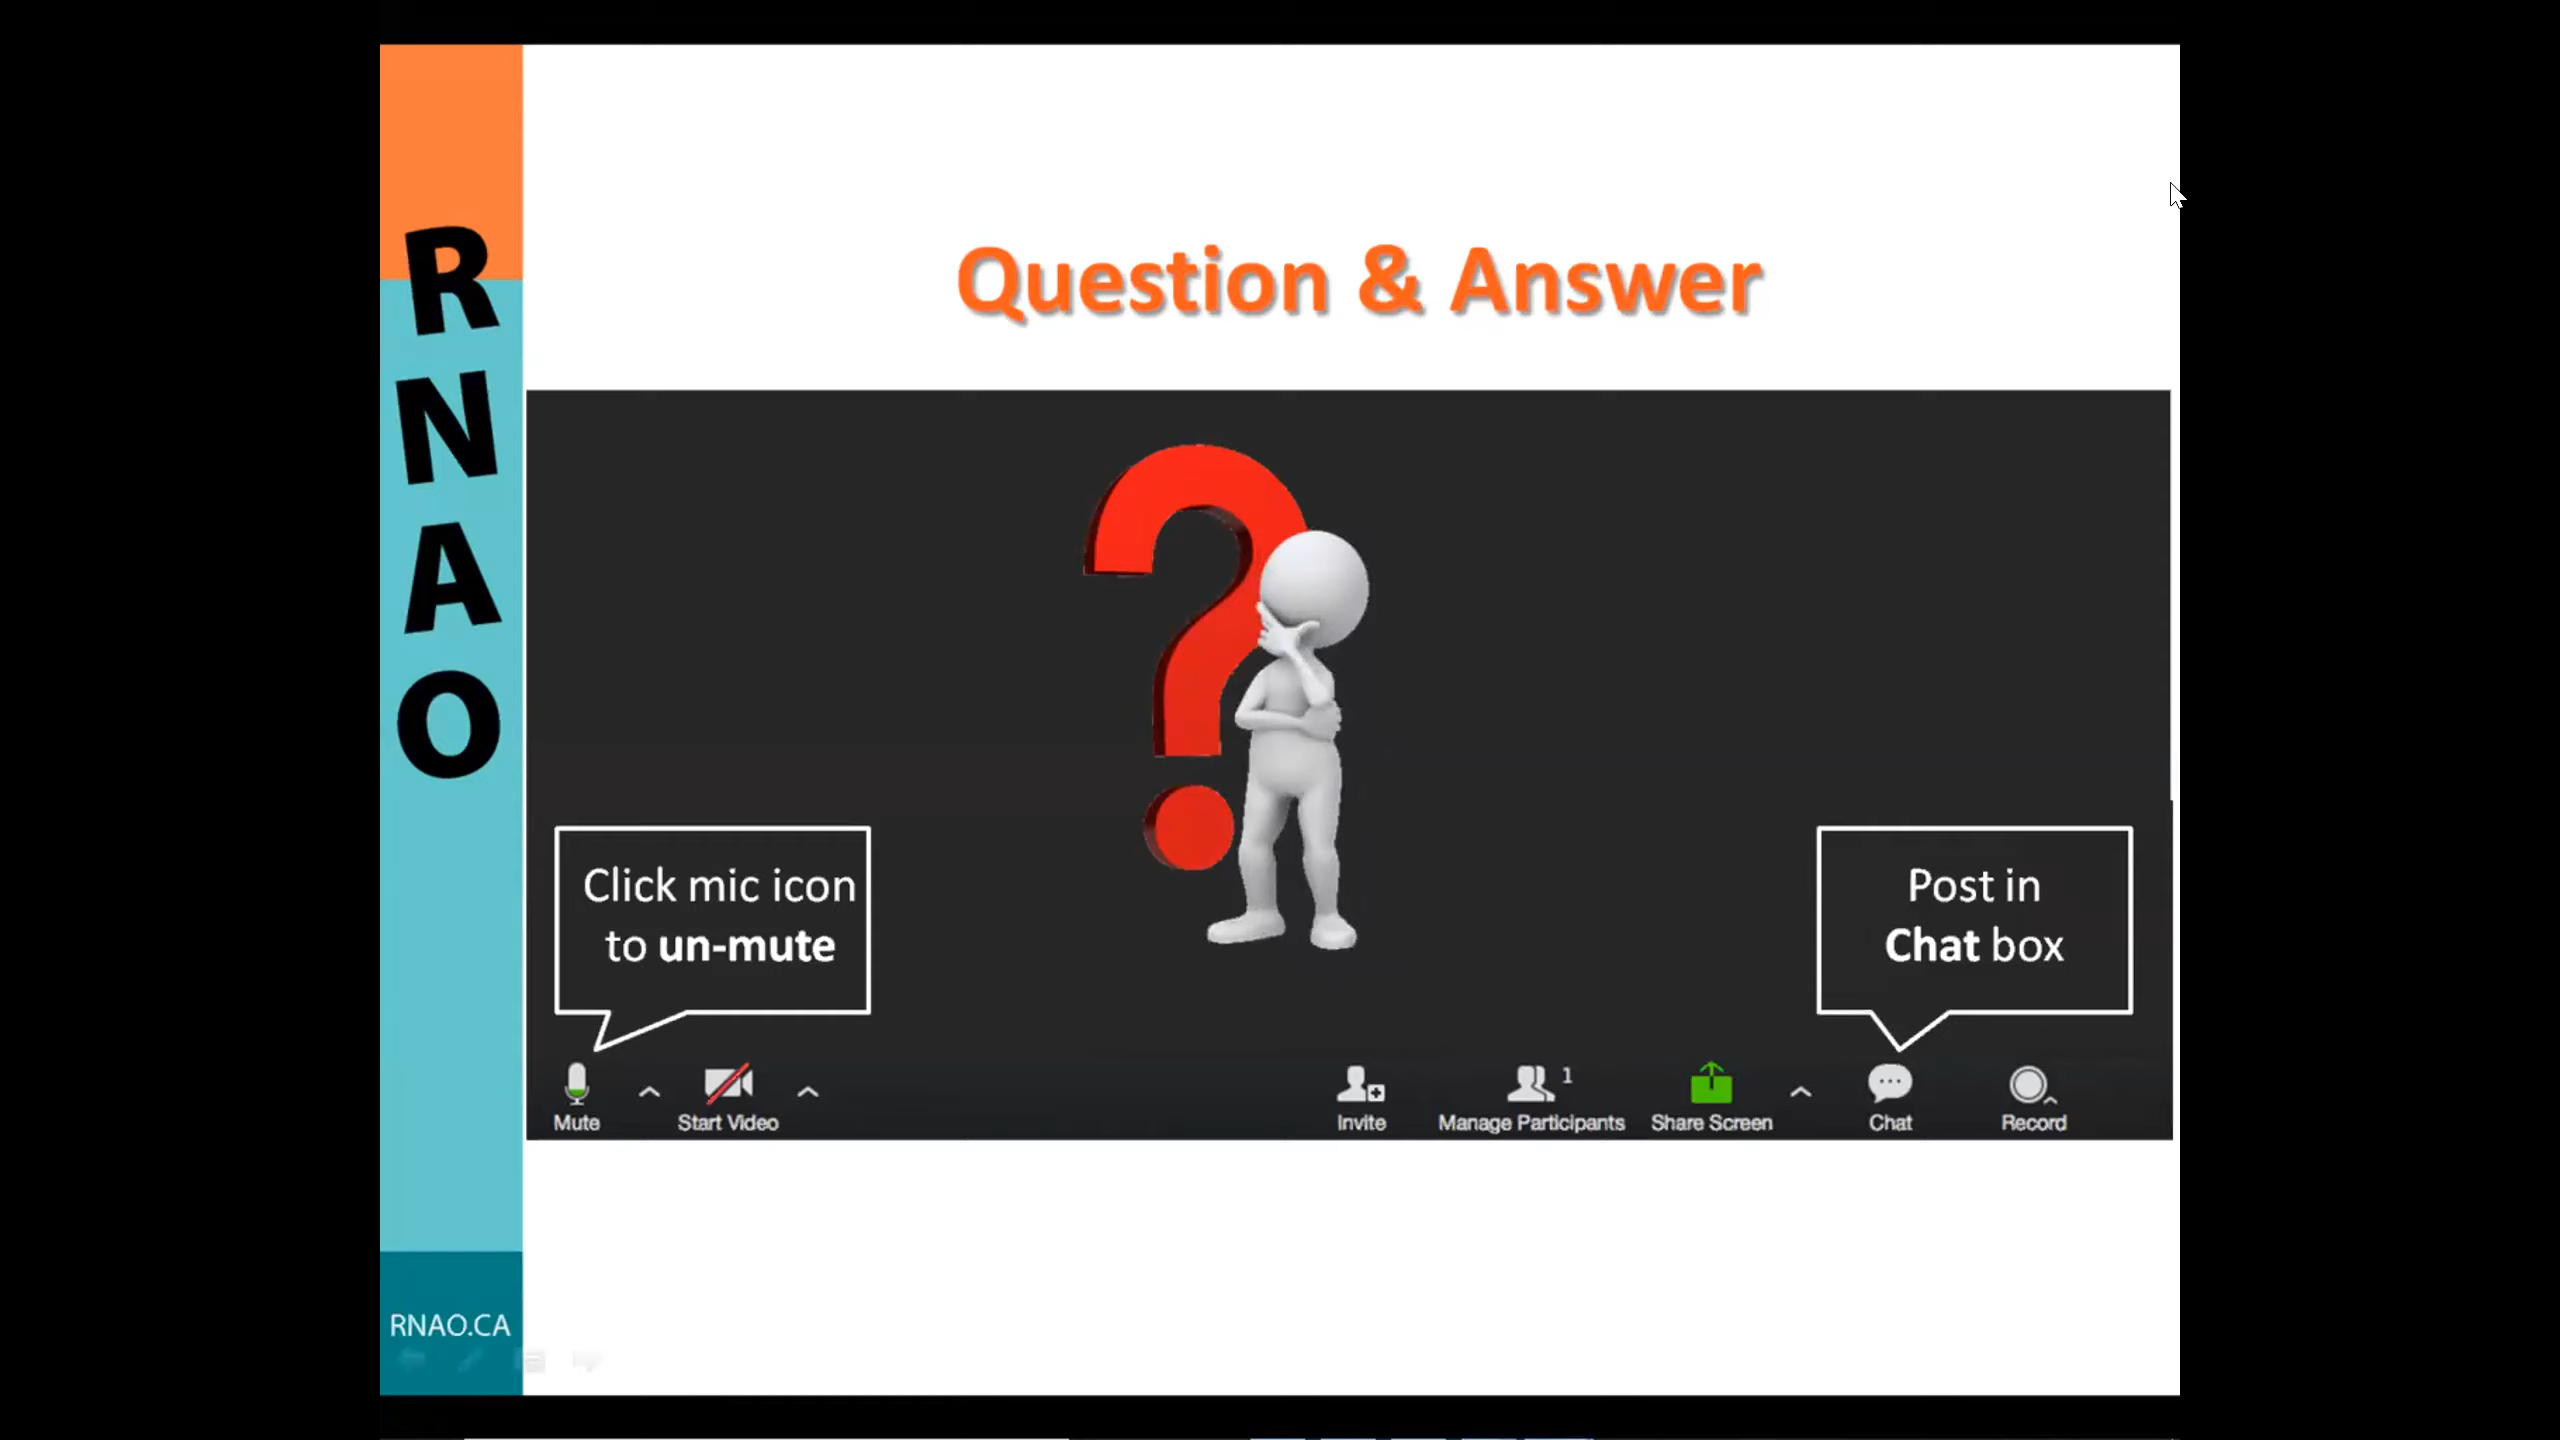 RNAO
Question & Answer
Click mic icon
to un-mute
Post in
Chat box
Mute
Start Video
Invite
1
Manage Participants
Share Screen
Chat
Record
RNAO.CA